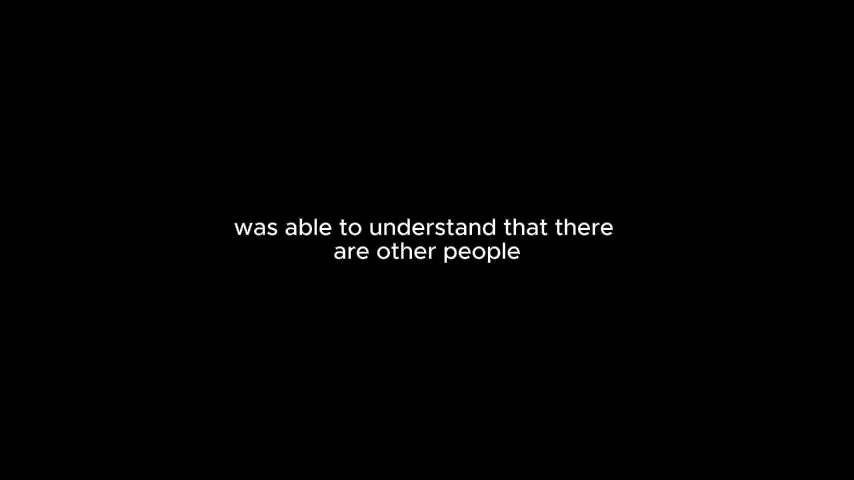 was able to understand that there
are other people